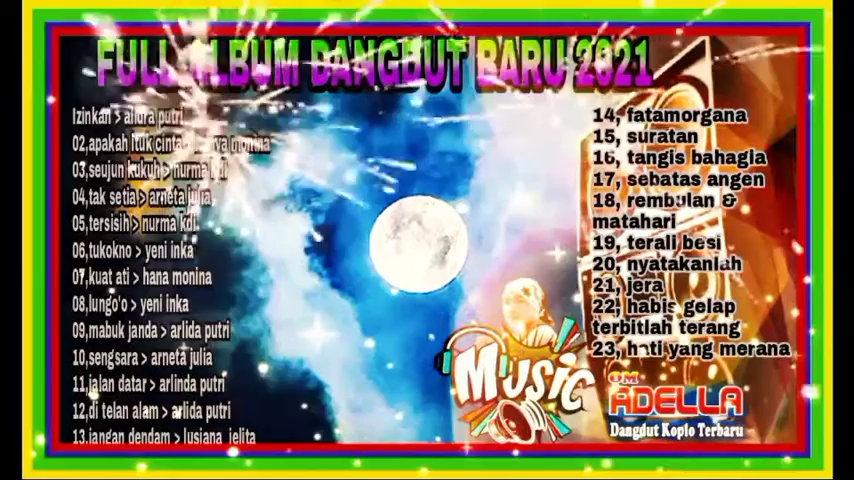 FULL ALBUM DANGDUT BARU 2021
Izinkan > allura putri
02,apakah ituk cinta monina
03,seujun kukuh > nurma kdi
04,tak setia > arneta julia,
05,tersisih > nurma kdi
06,tukokno > yeni inka
07,kuat ati > hana monina
08,lungo'o > yeni inka
09,mabuk janda > arlida putri
10,sengsara > arneta julia
11,jalan datar > arlinda putri
12,di telan alam > arlida putri
13.jangan dendam > lusiana jelita
14, fatamorgana
15, suratan
16, tangis bahagia
17, sebatas angen
18, rembulan &
matahari
19, terali besi
20, nyatakanlah
21, jera
22, habis gelap
terbitlah terang
23, hati yang merana
MUSIC
OM
ADELLA
Dangdut Koplo Terbaru